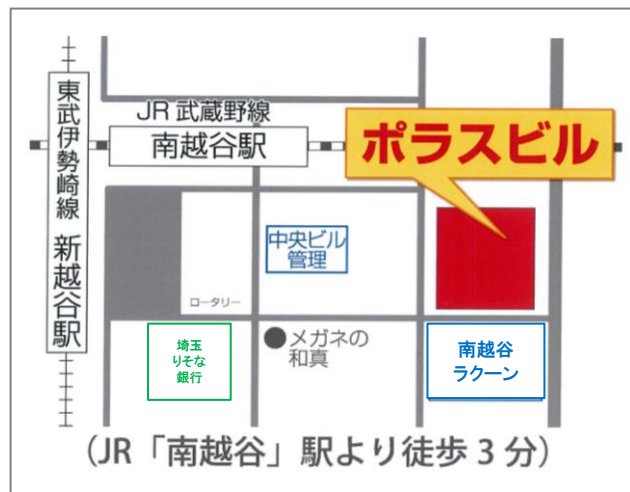 東武伊勢崎線 新越谷駅
JR 武蔵野線
南越谷駅
ポラスビル
中央ビル
管理
ロータリー
埼玉
りそな
銀行
メガネの
和真
南越谷
ラクーン
(JR「南越谷」駅より徒歩 3 分)